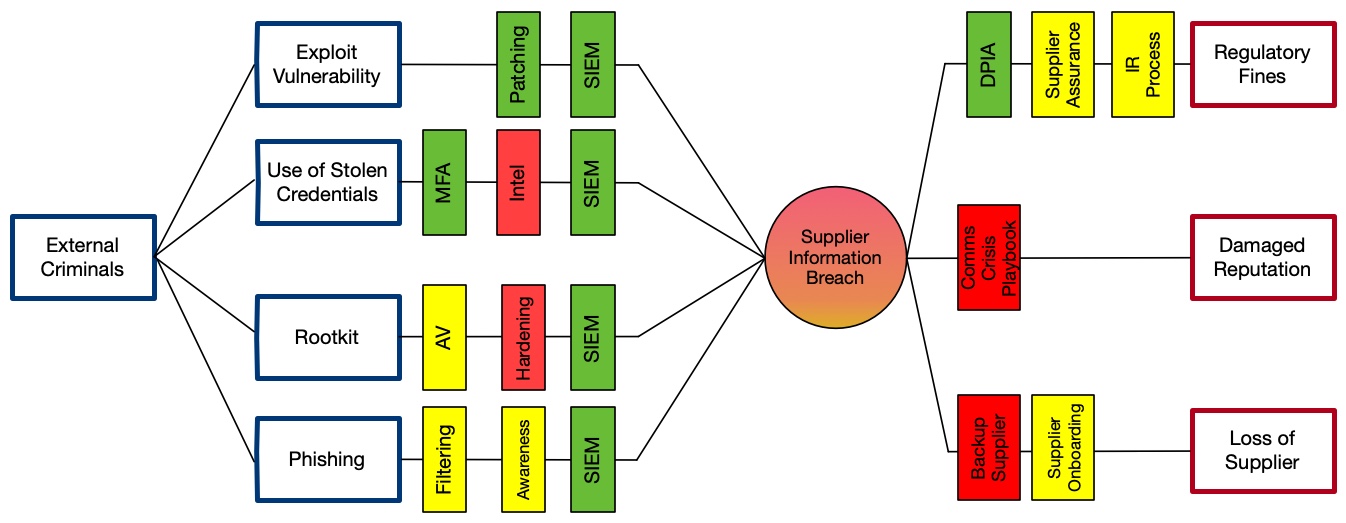 External
Criminals
Exploit
Vulnerability
Patching
SIEM
Use of Stolen
Credentials
MFA
Intel
SIEM
Rootkit
AV
Hardening
SIEM
Phishing
Filtering
Awareness
SIEM
Supplier
Information
Breach
DPIA
Supplier
Assurance
IR
Process
Regulatory
Fines
Comms
Crisis
Playbook
Damaged
Reputation
Backup
Supplier
Supplier
Onboarding
Loss of
Supplier